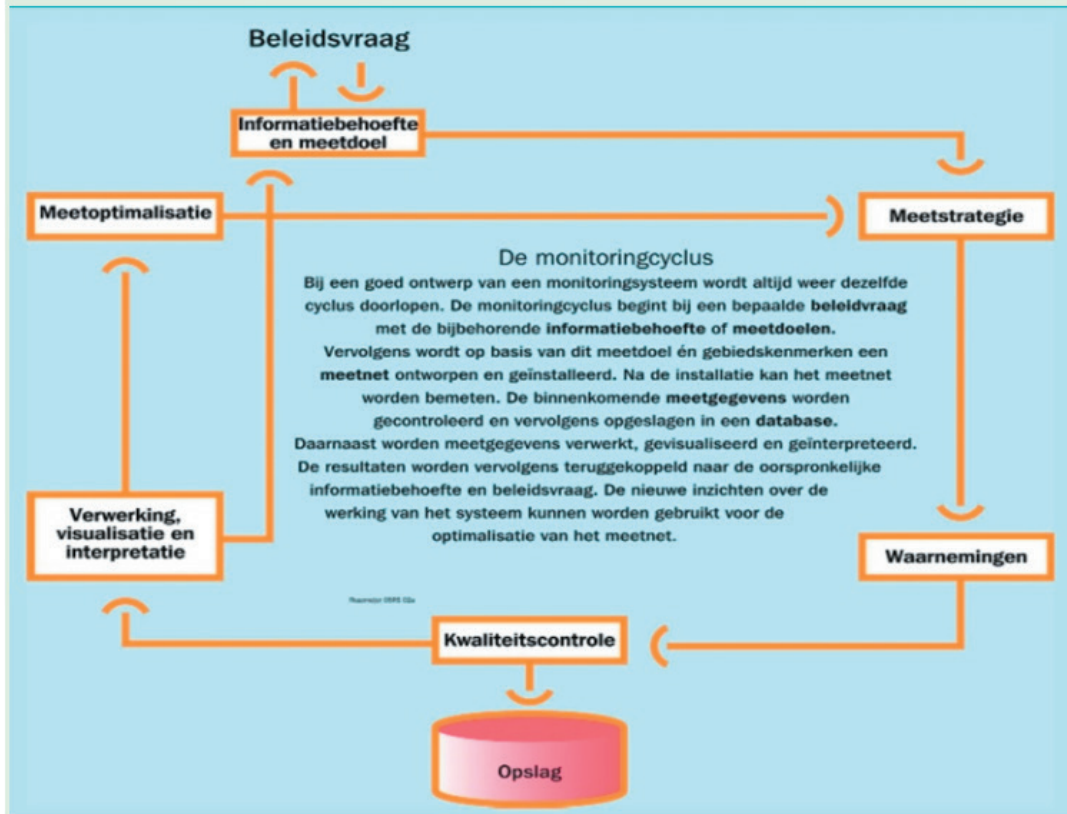 Beleidsvraag
Informatiebehoefte
en meetdoel
Meetoptimalisatie
Meetstrategie
De monitoringcyclus
Bij een goed ontwerp van een monitoringsysteem wordt altijd weer dezelfde
cyclus doorlopen. De monitoringcyclus begint bij een bepaalde beleidvraag
met de bijbehorende informatiebehoefte of meetdoelen.
Vervolgens wordt op basis van dit meetdoel én gebiedskenmerken een
meetnet ontworpen en geïnstalleerd. Na de installatie kan het meetnet
worden bemeten. De binnenkomende meetgegevens worden
gecontroleerd en vervolgens opgeslagen in een database.
Daarnaast worden meetgegevens verwerkt, gevisualiseerd en geïnterpreteerd.
De resultaten worden vervolgens teruggekoppeld naar de oorspronkelijke
informatiebehoefte en beleidsvraag. De nieuwe inzichten over de
werking van het systeem kunnen worden gebruikt voor de
optimalisatie van het meetnet.
Verwerking,
visualisatie en
interpretatie
Waarnemingen
Kwaliteitscontrole
Opslag